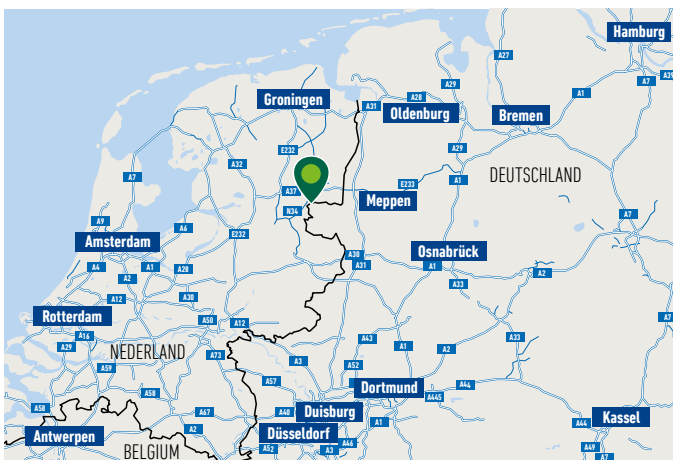 Hamburg
A27
A7
A39
A29
A28
A1
Groningen
A31
Oldenburg
Bremen
A7
A32
E232
A29
DEUTSCHLAND
A37
E233
A1
Meppen
N34
A9
A6
E232
A7
Amsterdam
Osnabrück
A30
A4
A2
A1
A28
A31
A1
A2
A33
A12
A30
Rotterdam
A50
A12
A7
A16
A29
NEDERLAND
A73
A43
A1
A2
A33
A3
A52
A59
A57
Dortmund
A44
A58
A445
A58
A67
A40
Duisburg
Kassel
A2
A1
A44
Antwerpen
Düsseldorf
A46
BELGIUM
A52
A3
A49
A7